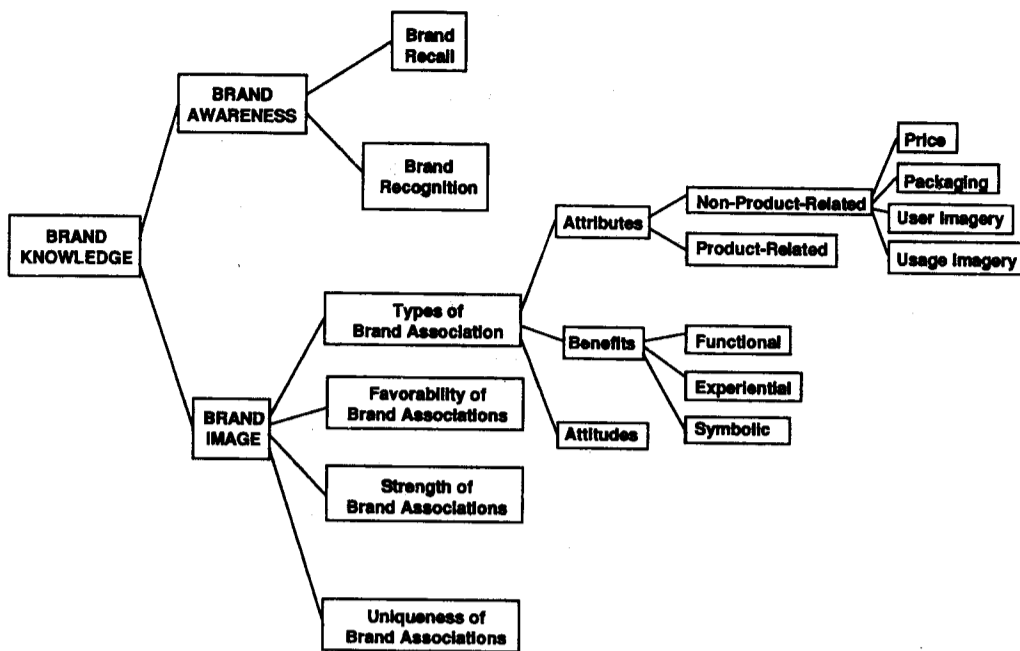 Brand
Recall
BRAND
AWARENESS
Brand
Recognition
BRAND
KNOWLEDGE
Price
Packaging
Non-Product-Related
User Imagery
Attributes
Product-Related
Usage Imagery
Types of
Brand Association
Benefits
Functional
Experiential
Favorability of
Brand Associations
BRAND
IMAGE
Attitudes
Symbolic
Strength of
Brand Associations
Uniqueness of
Brand Associations